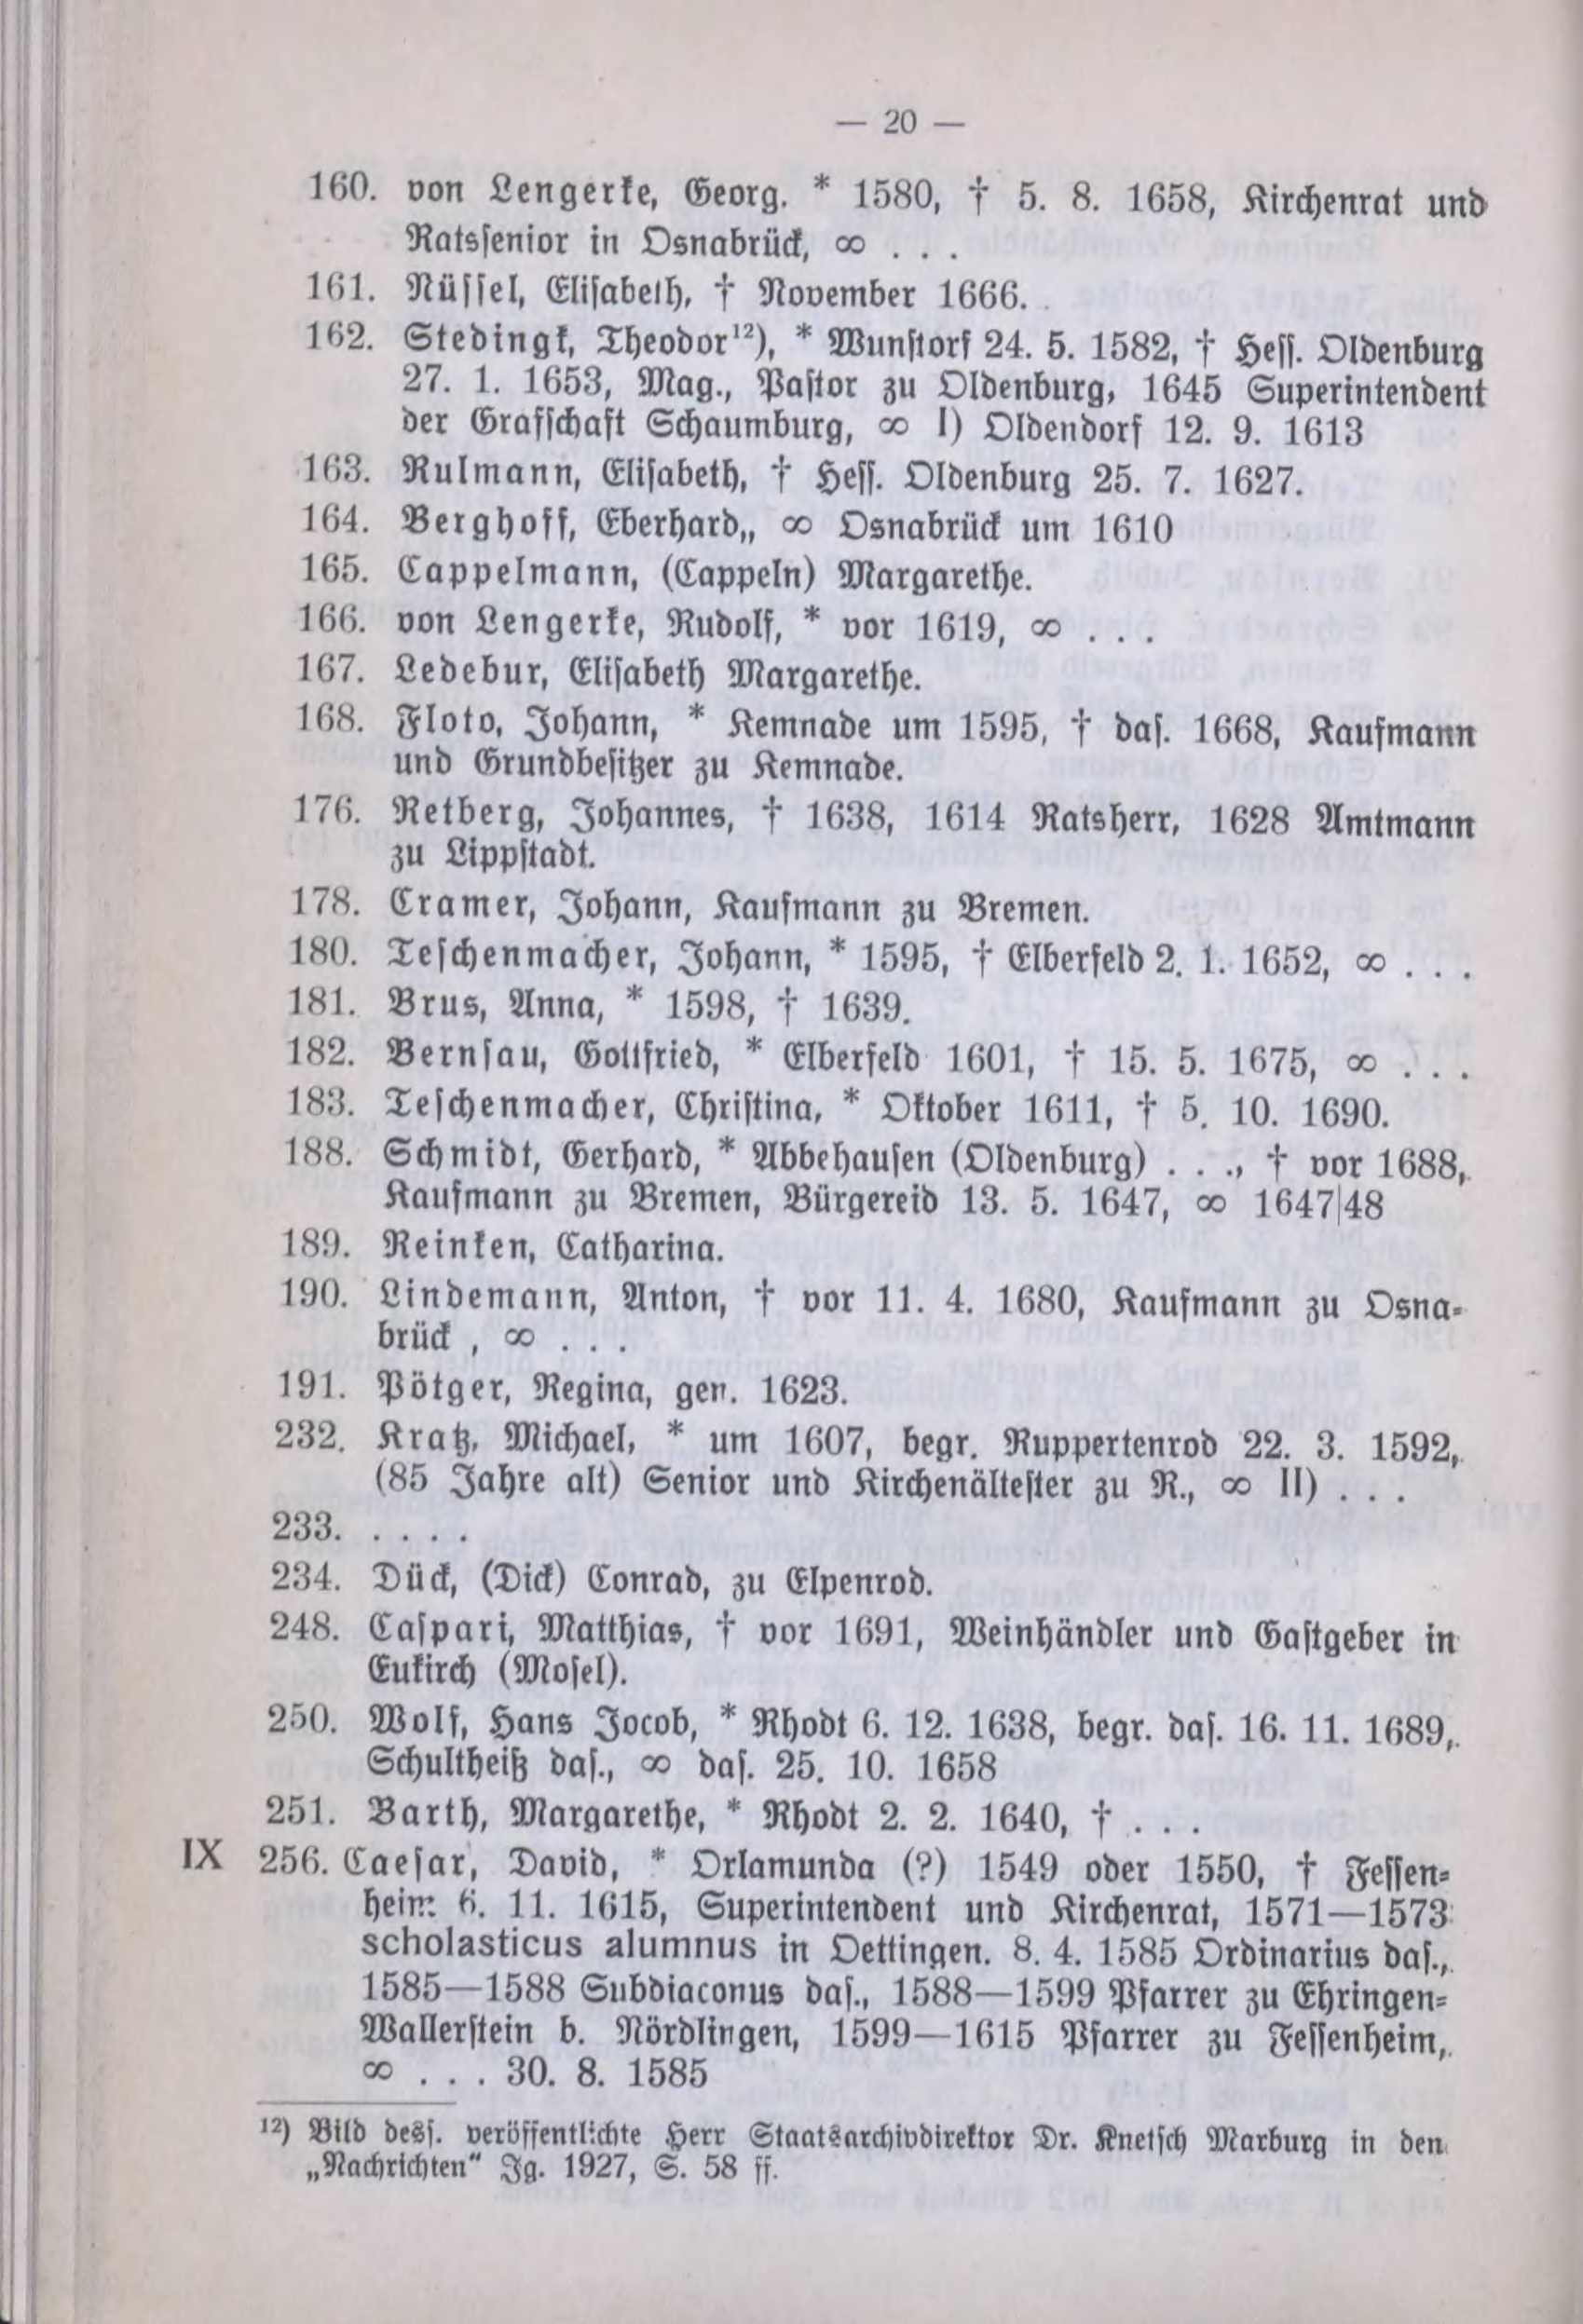 — 20 —
160. von Lengerke, Georg. * 1580, † 5. 8. 1658, Kirchenrat und
Ratssenior in Osnabrück, ∞ . . .
161. Nüssel, Elisabeth, † November 1666.
162. Stedingk, Theodor¹²), * Wunstorf 24. 5. 1582, † Hess. Oldenburg
27. 1. 1653, Mag., Pastor zu Oldenburg, 1645 Superintendent
der Grafschaft Schaumburg, ∞ I) Oldendorf 12. 9. 1613
163. Rulmann, Elisabeth, † Hess. Oldenburg 25. 7. 1627.
164. Berghoff, Eberhard,, ∞ Osnabrück um 1610
165. Cappelmann, (Cappeln) Margarethe.
166. von Lengerke, Rudolf, * vor 1619, ∞ . . .
167. Ledebur, Elisabeth Margarethe.
168. Floto, Johann, * Kemnade um 1595, † das. 1668, Kaufmann
und Grundbesitzer zu Kemnade.
176. Retberg, Johannes, † 1638, 1614 Ratsherr, 1628 Amtmann
zu Lippstadt.
178. Cramer, Johann, Kaufmann zu Bremen.
180. Teschenmacher, Johann, * 1595, † Elberfeld 2. 1. 1652, ∞ . . .
181. Brus, Anna, * 1598, † 1639.
182. Bernsau, Gottfried, * Elberfeld 1601, † 15. 5. 1675, ∞ . . .
183. Teschenmacher, Christina, * Oktober 1611, † 5. 10. 1690.
188. Schmidt, Gerhard, * Abbehausen (Oldenburg) . . ., † vor 1688,
Kaufmann zu Bremen, Bürgereid 13. 5. 1647, ∞ 1647|48
189. Reinken, Catharina.
190. Lindemann, Anton, † vor 11. 4. 1680, Kaufmann zu Osna-
brück , ∞ . . .
191. Pötger, Regina, gen. 1623.
232. Kratz, Michael, * um 1607, begr. Ruppertenrod 22. 3. 1592,
(85 Jahre alt) Senior und Kirchenältester zu R., ∞ II) . . .
233. . . . .
234. Dück, (Dick) Conrad, zu Elpenrod.
248. Caspari, Matthias, † vor 1691, Weinhändler und Gastgeber in
Eukirch (Mosel).
250. Wolf, Hans Jocob, * Rhodt 6. 12. 1638, begr. das. 16. 11. 1689,
Schultheiß das., ∞ das. 25. 10. 1658
251. Barth, Margarethe, * Rhodt 2. 2. 1640, † . . .
IX 256. Caesar, David, * Orlamunda (?) 1549 oder 1550, † Fessen-
heim 6. 11. 1615, Superintendent und Kirchenrat, 1571—1573
scholasticus alumnus in Oettingen. 8. 4. 1585 Ordinarius das.,
1585—1588 Subdiaconus das., 1588—1599 Pfarrer zu Ehringen-
Wallerstein b. Nördlingen, 1599—1615 Pfarrer zu Fessenheim,
∞ . . . 30. 8. 1585
¹²) Bild dess. veröffentlichte Herr Staatsarchivdirektor Dr. Knetsch Marburg in den
„Nachrichten“ Jg. 1927, S. 58 ff.